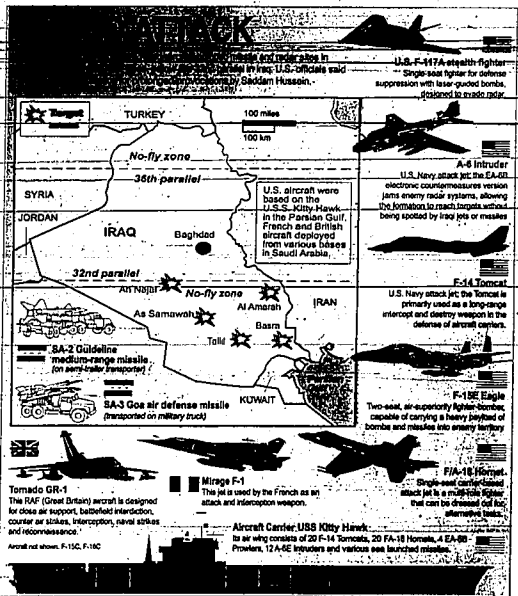 ATTACK
and radar sites in
in Iraq. U.S. officials said
by Saddam Hussein.
U.S. F-117A stealth fighter
Single-seat fighter for defense
suppression with laser-guided bombs,
designed to evade radar.
Target
TURKEY
100 miles
100 km
No-fly zone
36th parallel
SYRIA
JORDAN
IRAQ
Baghdad
U.S. aircraft were
based on the
U.S.S. Kitty Hawk
in the Persian Gulf.
French and British
aircraft deployed
from various bases
in Saudi Arabia.
32nd parallel
An Najaf
No-fly zone
Al Amarah
IRAN
As Samawah
Talil
Basra
KUWAIT
Persian
SA-2 Guideline
medium-range missile
(on semi-trailer transporter)
SA-3 Goa air defense missile
(transported on military truck)
A-6 Intruder
U.S. Navy attack jet; the EA-6B
electronic countermeasures version
jams enemy radar systems, allowing
the formation to reach targets without
being spotted by Iraqi jets or missiles
F-14 Tomcat
U.S. Navy attack jet; the Tomcat is
primarily used as a long-range
intercept and destroy weapon in the
defense of aircraft carriers.
F-15E Eagle
Two-seat, air-superiority fighter-bomber,
capable of carrying a heavy payload of
bombs and missiles into enemy territory
F/A-18 Hornet
Single-seat carrier-based
attack jet is a multi-role fighter
that can be dressed out for
alternative tasks.
Tornado GR-1
This RAF (Great Britain) aircraft is designed
for close air support, battlefield interdiction,
counter air strikes, interception, naval strikes
and reconnaissance.
Aircraft not shown: F-15C, F-16C
Mirage F-1
This jet is used by the French as an
attack and interception weapon.
Aircraft Carrier USS Kitty Hawk
Its air wing consists of 20 F-14 Tomcats, 20 FA-18 Hornets, 4 EA-6B
Prowlers, 12 A-6E Intruders and various sea launched missiles.